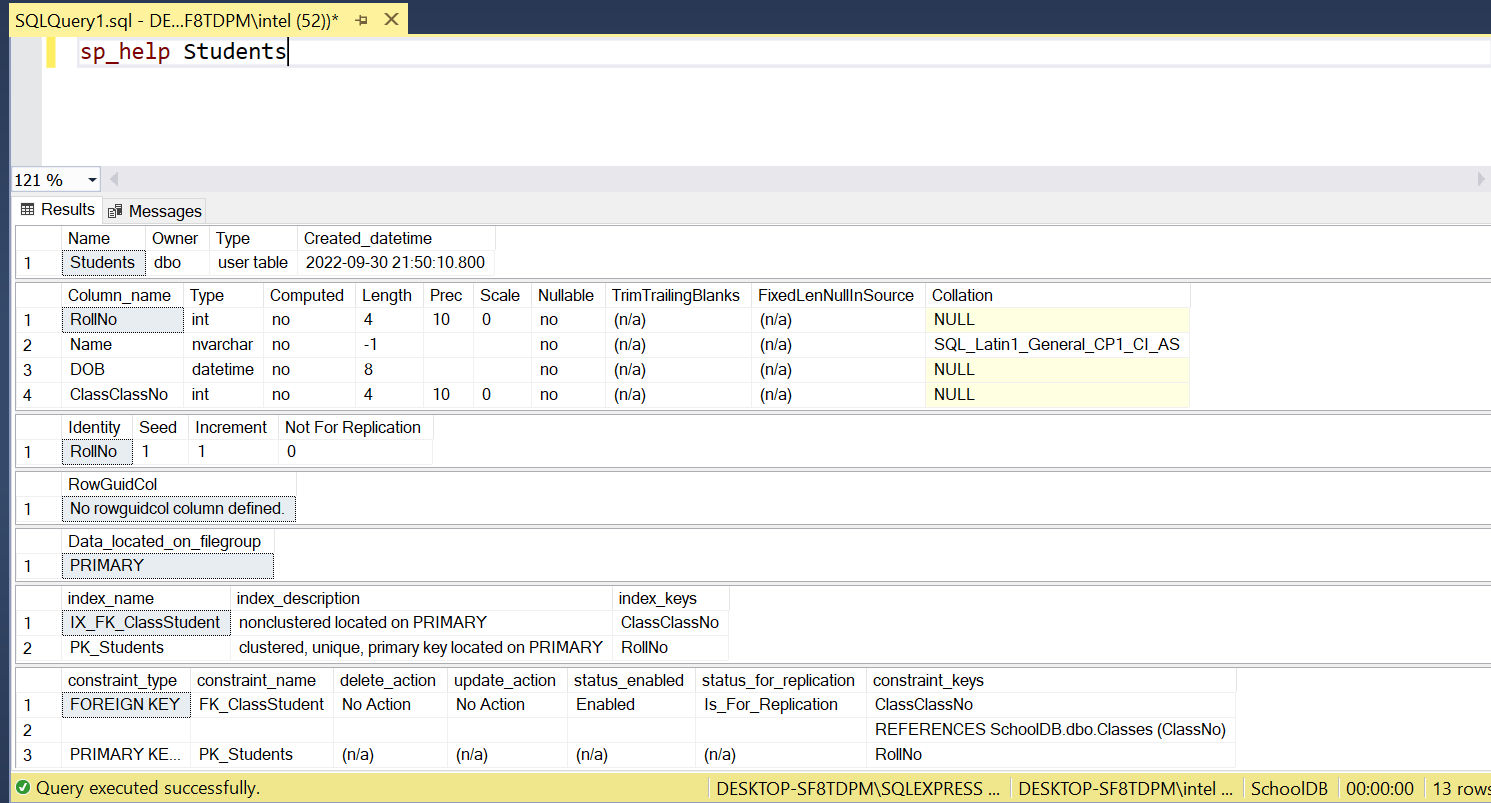 SQLQuery1.sql - DE...F8TDPM\intel (52))*
sp_help Students
121 %
Results Messages
Name Owner Type Created_datetime
1 Students dbo user table 2022-09-30 21:50:10.800
Column_name Type Computed Length Prec Scale Nullable TrimTrailingBlanks FixedLenNullInSource Collation
1 RollNo int no 4 10 0 no (n/a) (n/a) NULL
2 Name nvarchar no -1 no (n/a) (n/a) SQL_Latin1_General_CP1_CI_AS
3 DOB datetime no 8 no (n/a) (n/a) NULL
4 ClassClassNo int no 4 10 0 no (n/a) (n/a) NULL
Identity Seed Increment Not For Replication
1 RollNo 1 1 0
RowGuidCol
1 No rowguidcol column defined.
Data_located_on_filegroup
1 PRIMARY
index_name index_description index_keys
1 IX_FK_ClassStudent nonclustered located on PRIMARY ClassClassNo
2 PK_Students clustered, unique, primary key located on PRIMARY RollNo
constraint_type constraint_name delete_action update_action status_enabled status_for_replication constraint_keys
1 FOREIGN KEY FK_ClassStudent No Action No Action Enabled Is_For_Replication ClassClassNo
2 REFERENCES SchoolDB.dbo.Classes (ClassNo)
3 PRIMARY KE... PK_Students (n/a) (n/a) (n/a) (n/a) RollNo
Query executed successfully. DESKTOP-SF8TDPM\SQLEXPRESS ... DESKTOP-SF8TDPM\intel ... SchoolDB 00:00:00 13 rows